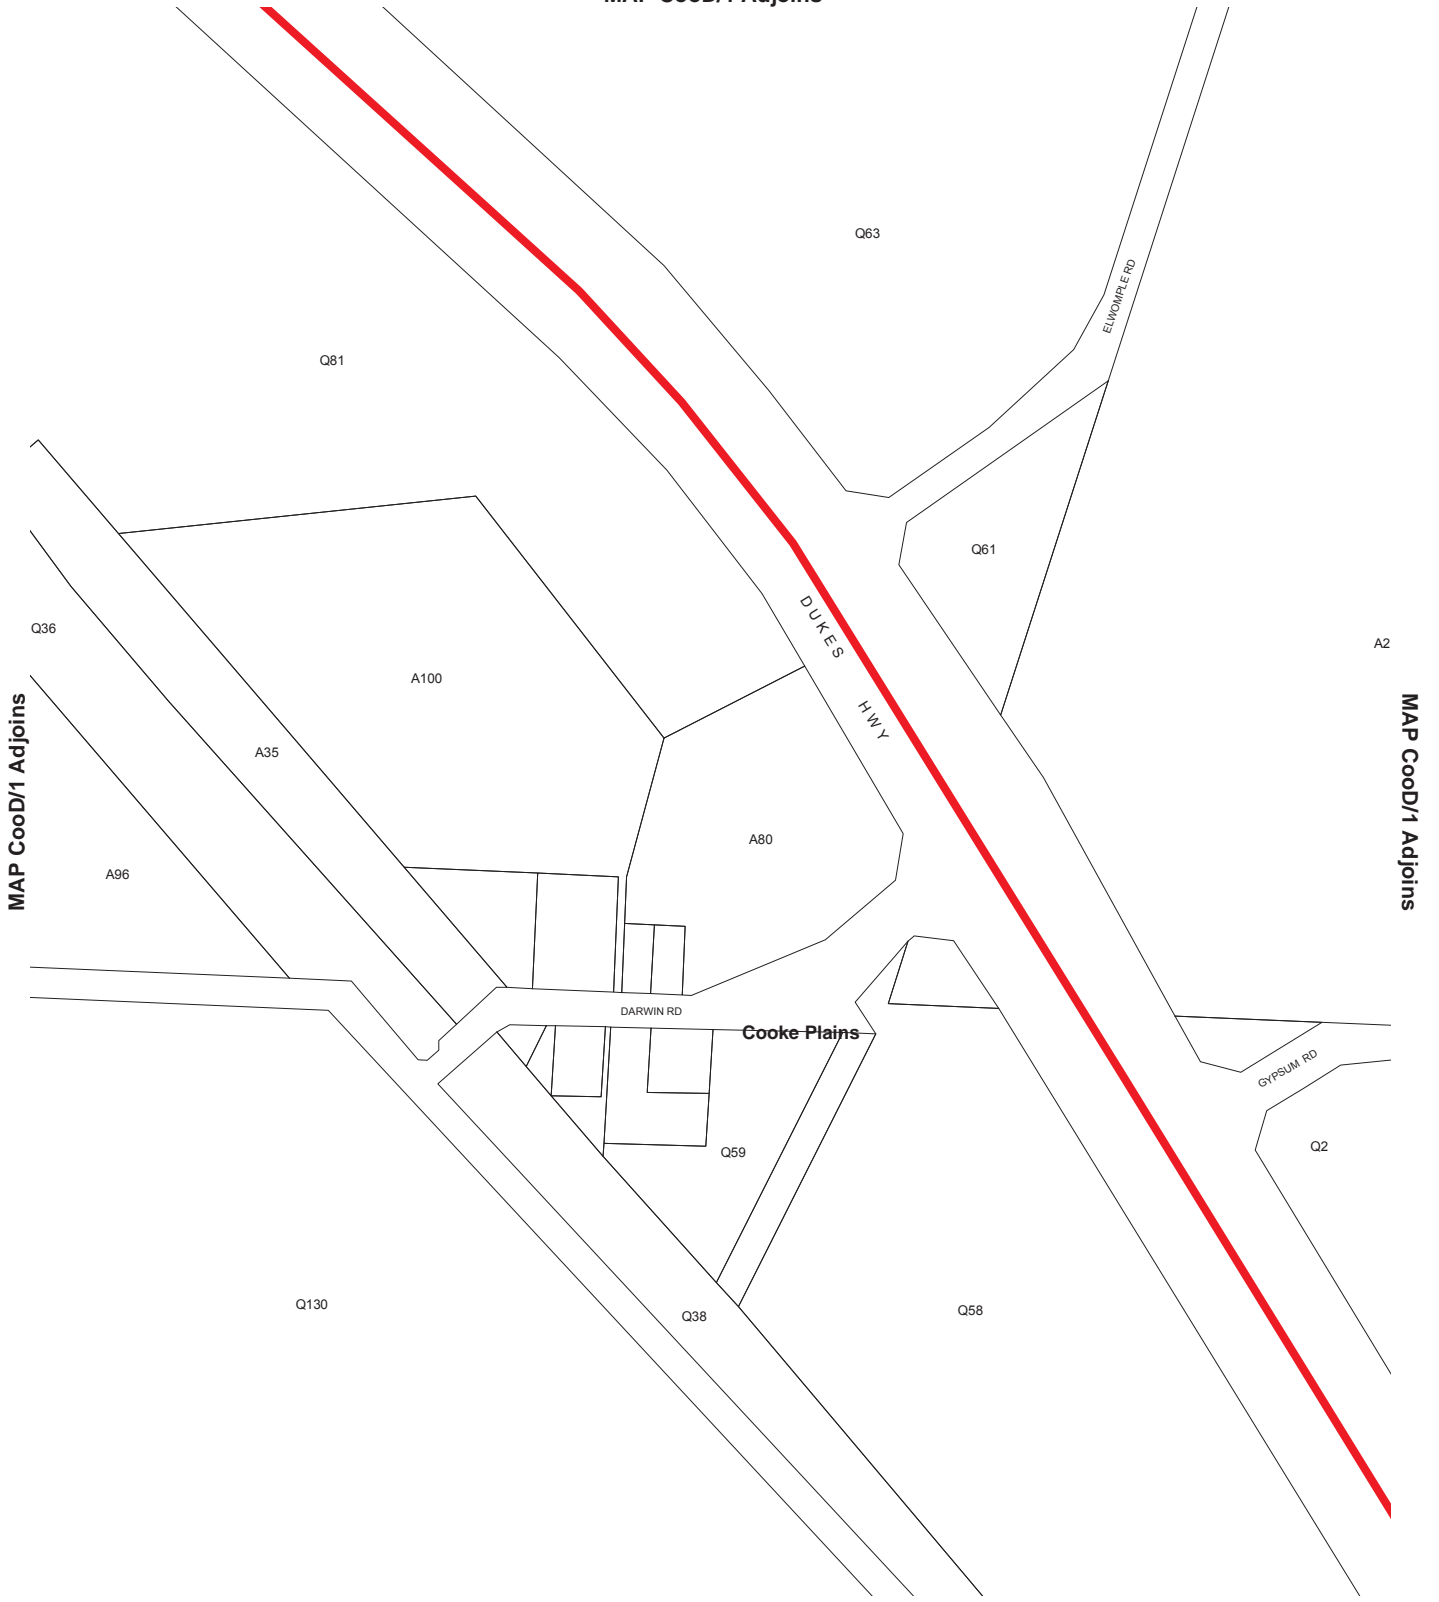 MAP CooD/1 Adjoins
Q63
ELWOMPLE RD
Q81
Q61
DUKES HWY
Q36
A2
A100
MAP CooD/1 Adjoins
A35
MAP CooD/1 Adjoins
A80
A96
DARWIN RD
Cooke Plains
GYPSUM RD
Q59
Q2
Q130
Q38
Q58